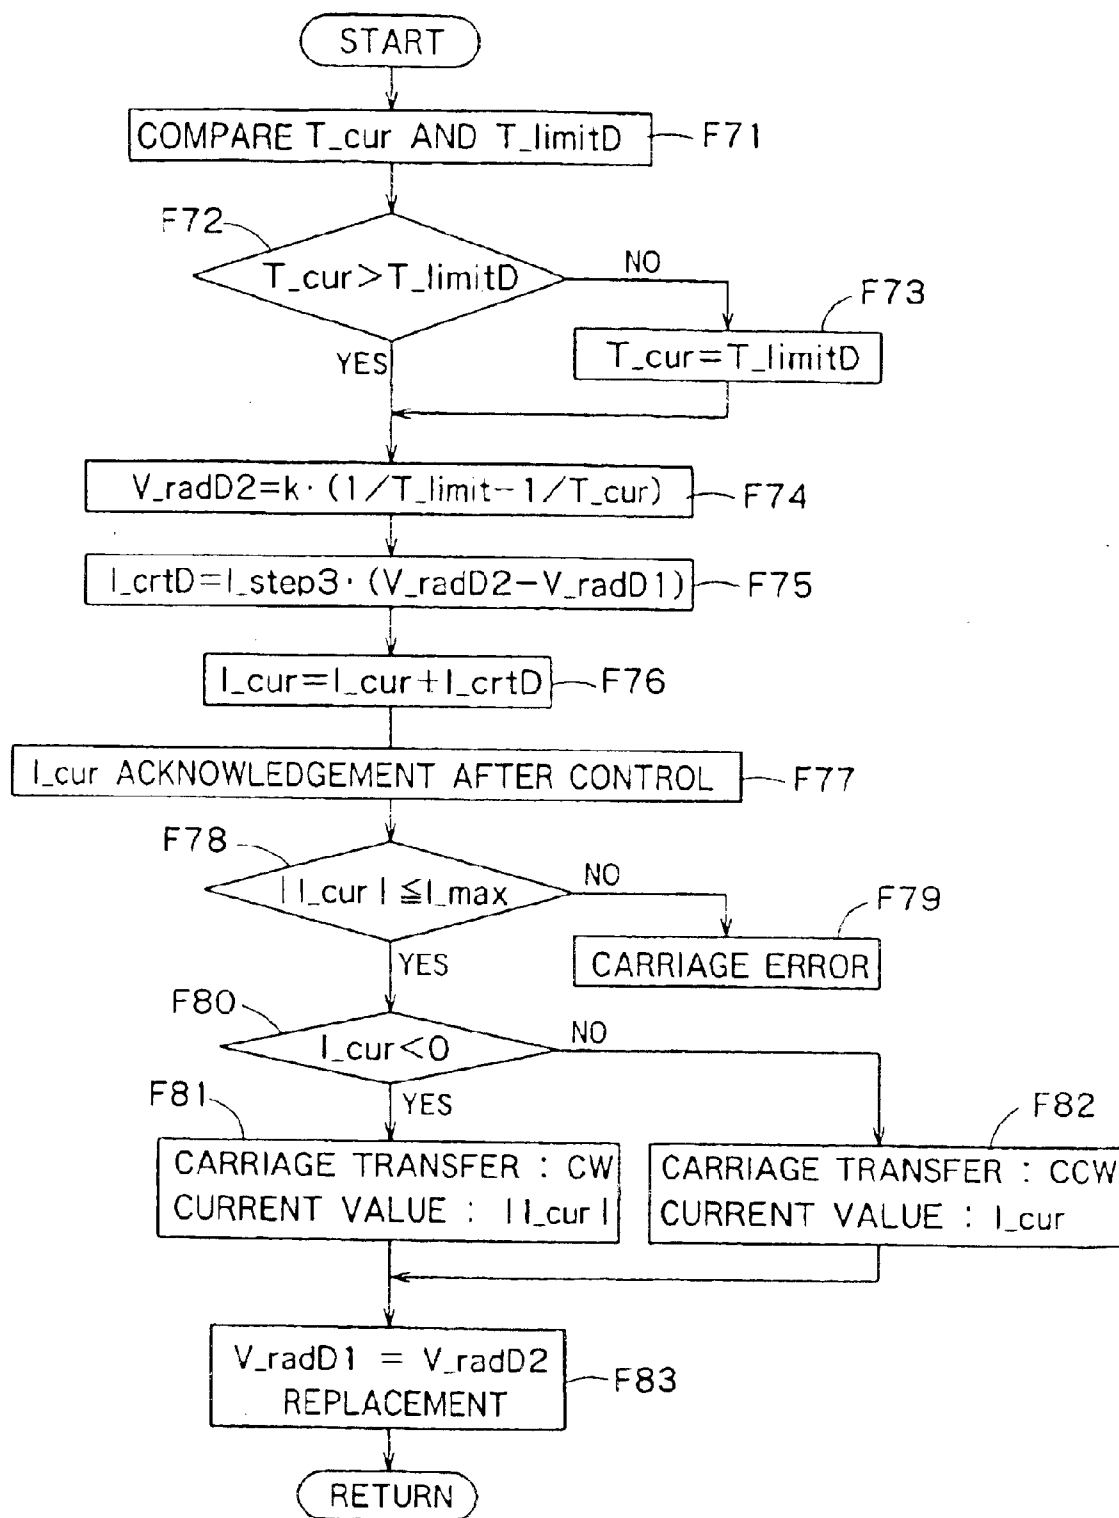 START
COMPARE T_cur AND T_limitD
F71
F72
T_cur>T_limitD
NO
YES
F73
T_cur=T_limitD
V_radD2=k·(1/T_limit-1/T_cur)
F74
I_crtD=I_step3·(V_radD2-V_radD1)
F75
I_cur=I_cur+I_crtD
F76
I_cur ACKNOWLEDGEMENT AFTER CONTROL
F77
F78
|I_cur|≦I_max
NO
YES
F79
CARRIAGE ERROR
F80
I_cur<0
NO
YES
F81
CARRIAGE TRANSFER : CW
CURRENT VALUE : |I_cur|
F82
CARRIAGE TRANSFER : CCW
CURRENT VALUE : I_cur
V_radD1 = V_radD2
REPLACEMENT
F83
RETURN